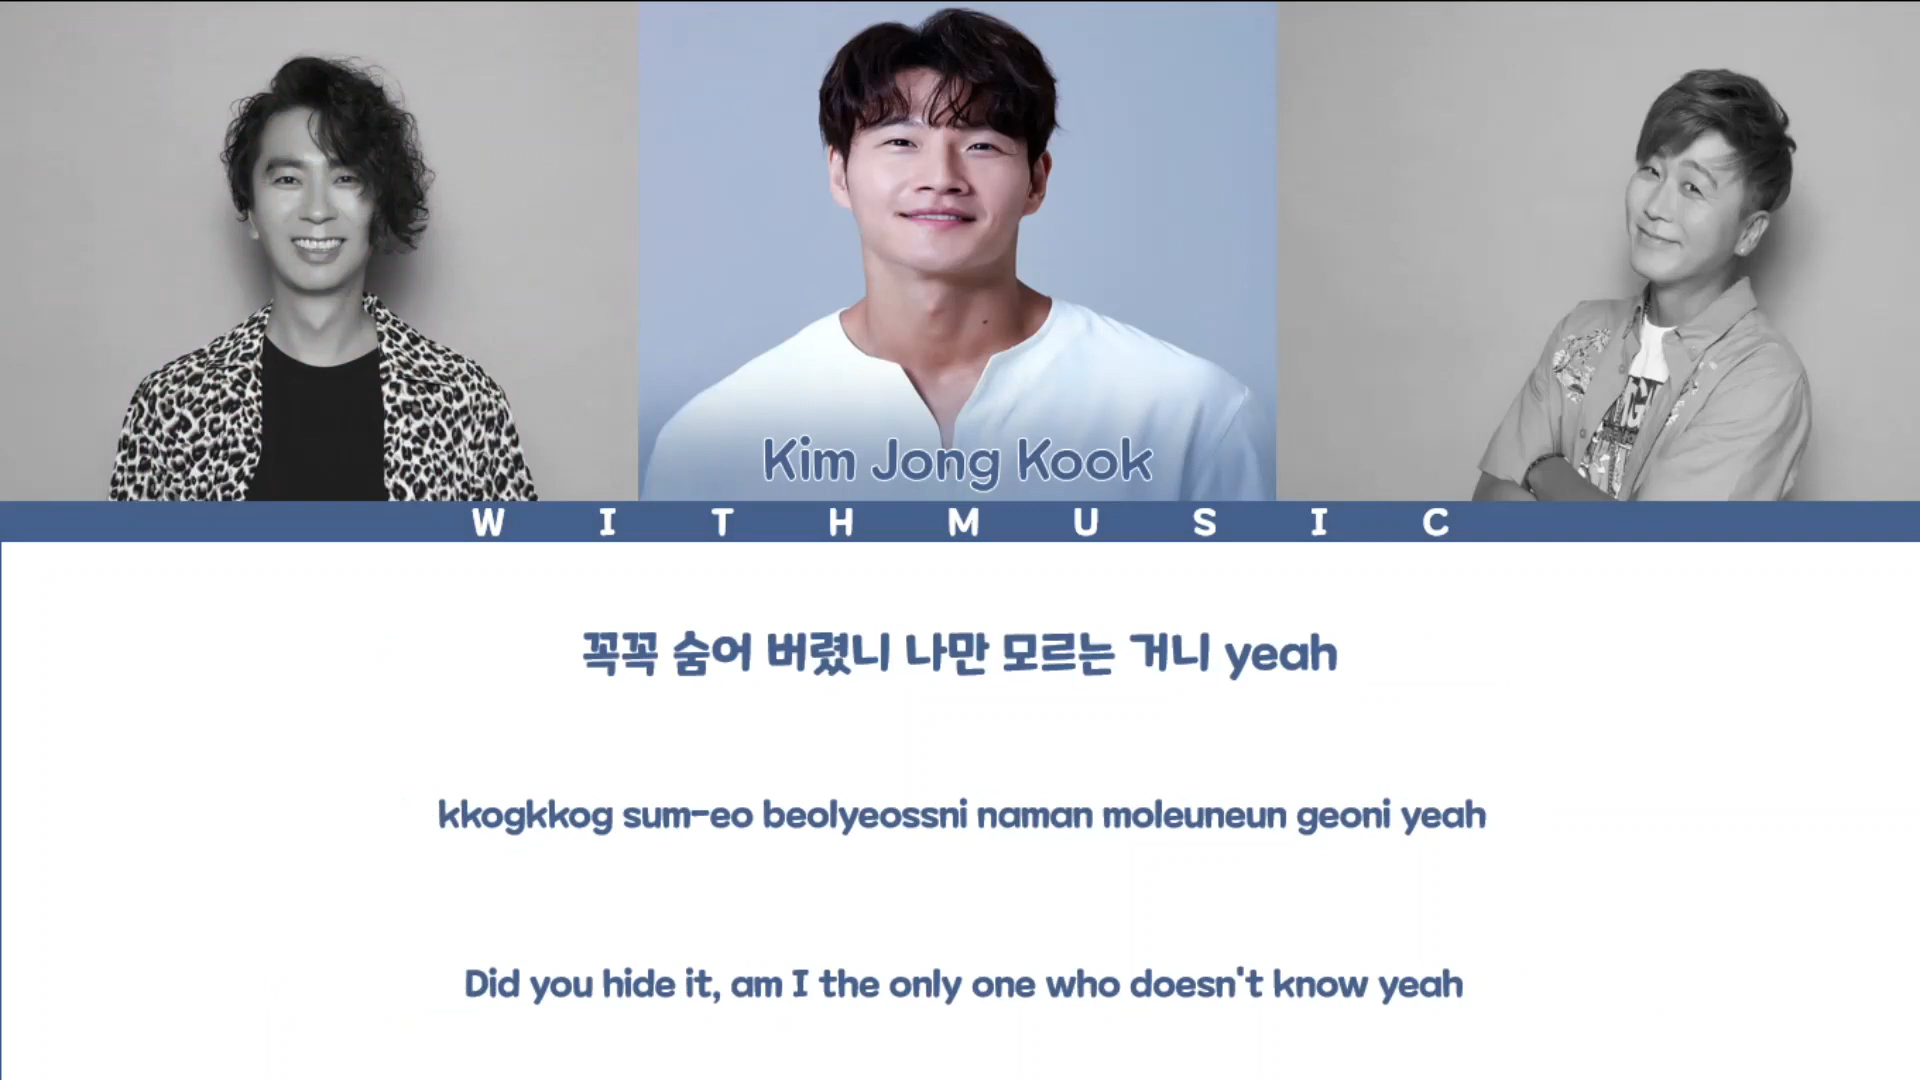 Kim Jong Kook
WITHMUSIC
꼭꼭 숨어 버렸니 나만 모르는 거니 yeah
kkogkkog sum-eo beolyeossni naman moleuneun geoni yeah
Did you hide it, am I the only one who doesn't know yeah